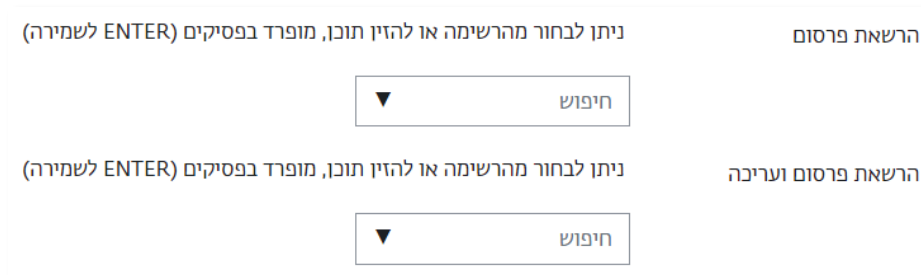 הרשאת פרסום
ניתן לבחור מהרשימה או להזין תוכן, מופרד בפסיקים (ENTER לשמירה)
חיפוש ▼
הרשאת פרסום ועריכה
ניתן לבחור מהרשימה או להזין תוכן, מופרד בפסיקים (ENTER לשמירה)
חיפוש ▼